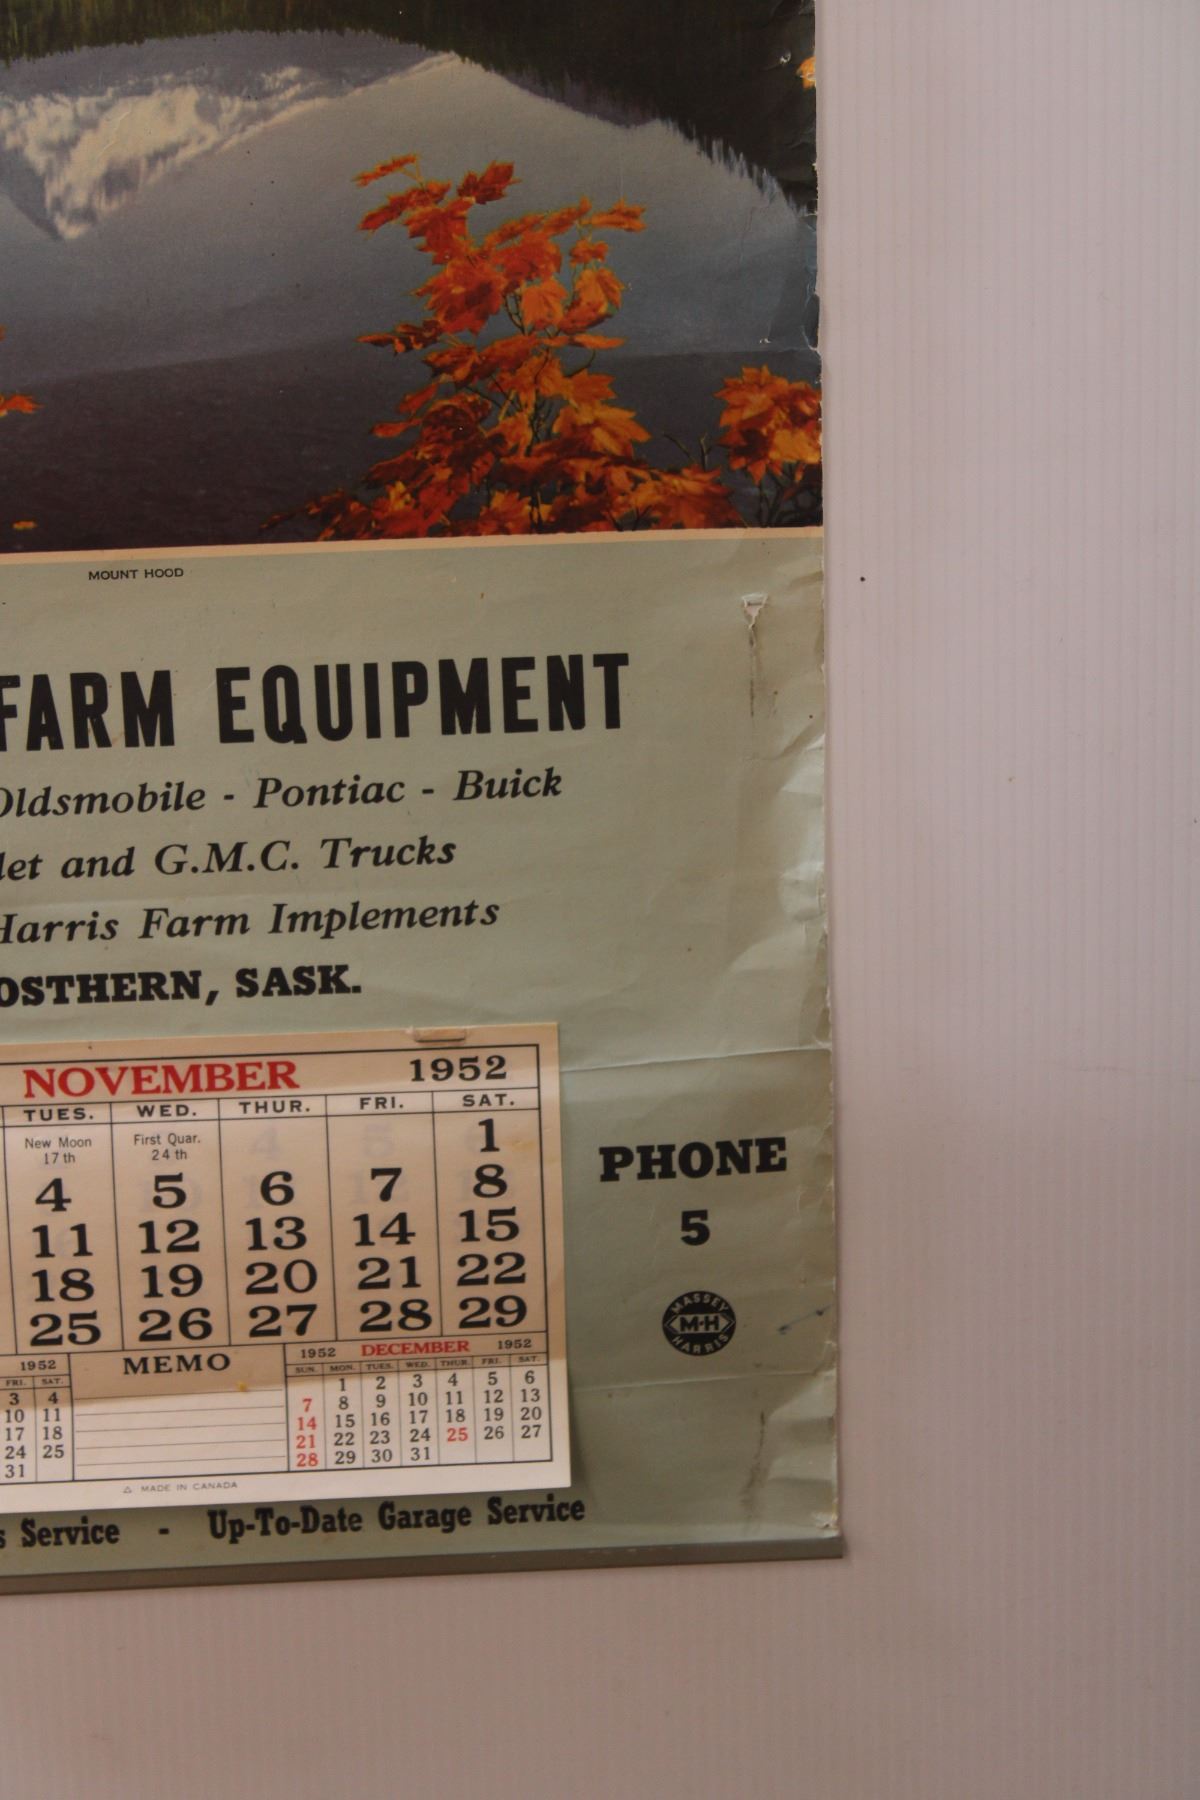 MOUNT HOOD
FARM EQUIPMENT
Oldsmobile - Pontiac - Buick
let and G.M.C. Trucks
Harris Farm Implements
OSTHERN, SASK.
NOVEMBER 1952
TUES. WED. THUR. FRI. SAT.
New Moon 17th First Quar. 24th 1
4 5 6 7 8
11 12 13 14 15
18 19 20 21 22
25 26 27 28 29
PHONE
5
MASSEY
M-H
HARRIS
1952
FRI. SAT.
3 4
10 11
17 18
24 25
31
MEMO
1952 DECEMBER 1952
SUN. MON. TUES. WED. THUR. FRI. SAT.
1 2 3 4 5 6
7 8 9 10 11 12 13
14 15 16 17 18 19 20
21 22 23 24 25 26 27
28 29 30 31
△ MADE IN CANADA
s Service - Up-To-Date Garage Service